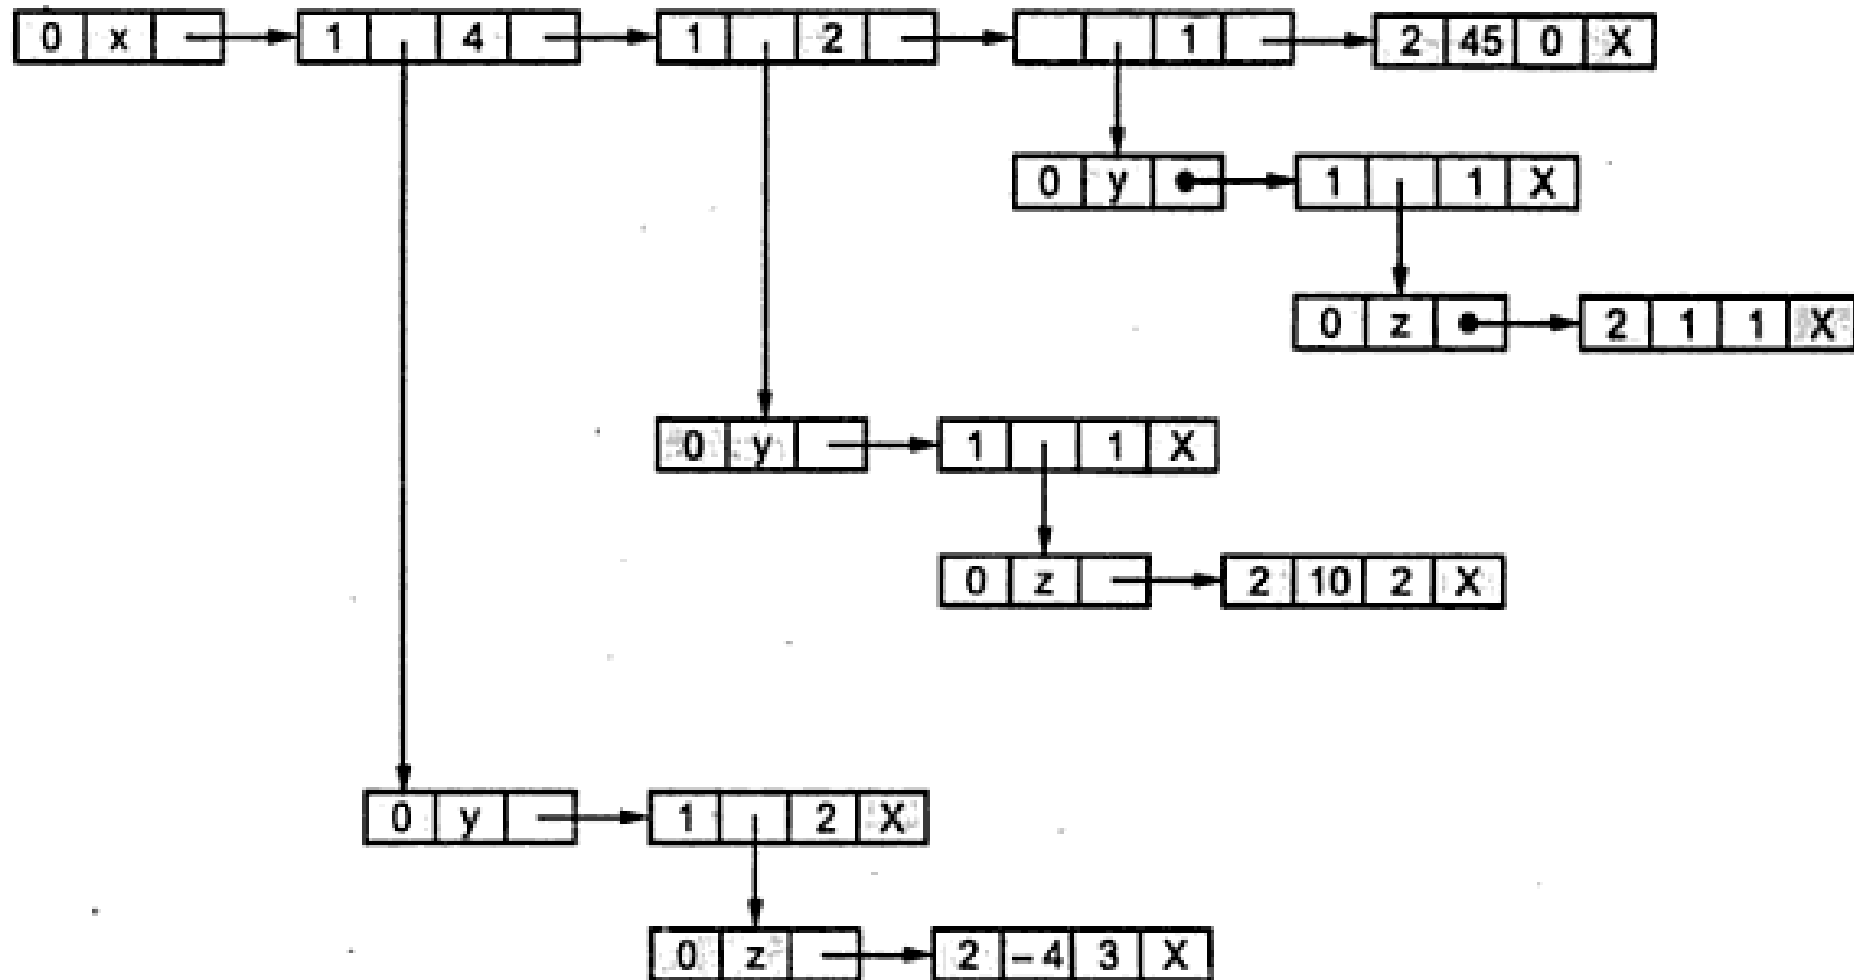 0 x 1 4 1 2 1 2 45 0 X
0 y 1 1 X
0 z 2 1 1 X
0 y 1 1 X
0 z 2 10 2 X
0 y 1 2 X
0 z 2 -4 3 X